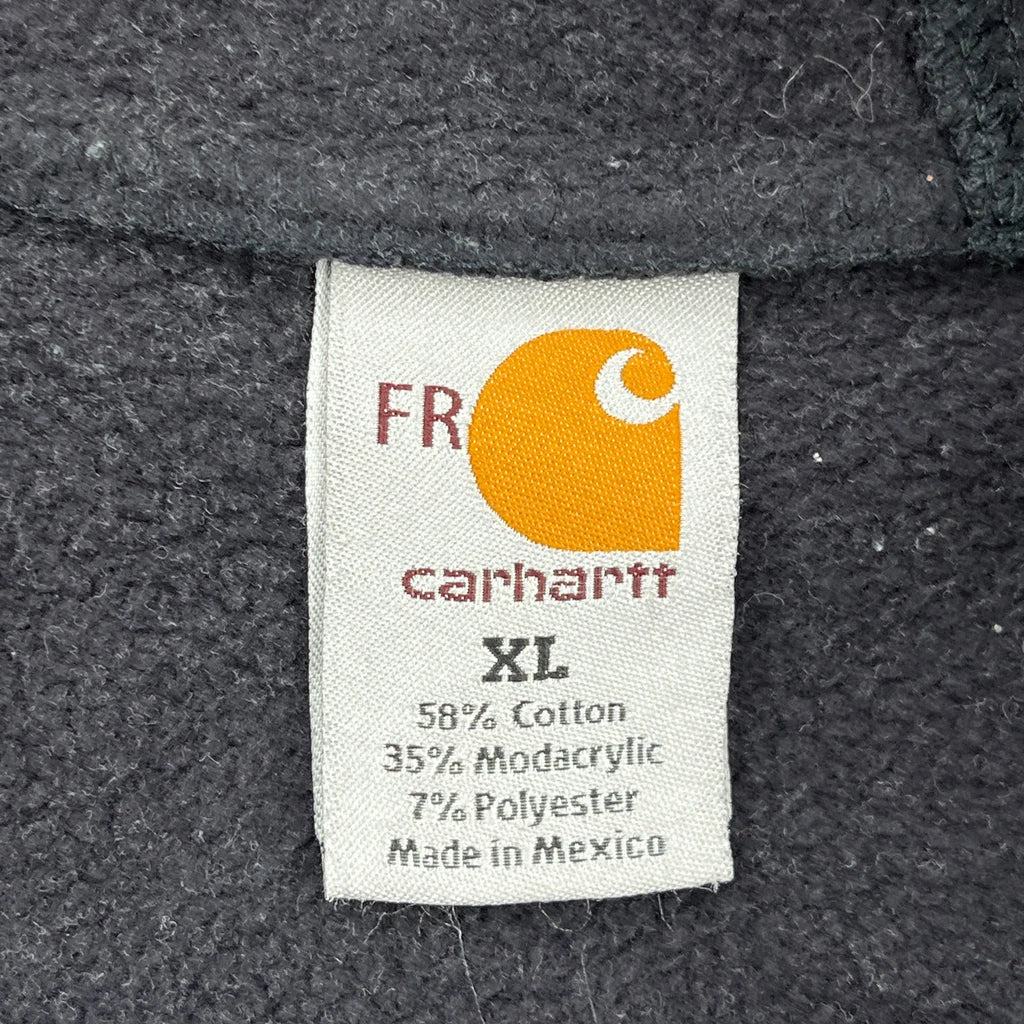 FR
carhartt
XL
58% Cotton
35% Modacrylic
7% Polyester
Made in Mexico